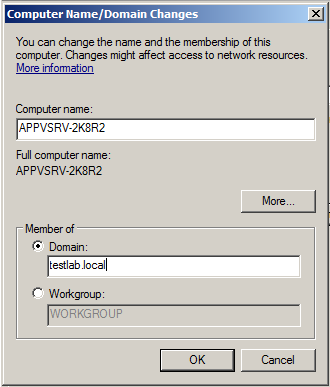 Computer Name/Domain Changes
You can change the name and the membership of this
computer. Changes might affect access to network resources.
More information
Computer name:
APPVSRV-2K8R2
Full computer name:
APPVSRV-2K8R2
More...
Member of
Domain:
testlab.local
Workgroup:
WORKGROUP
OK Cancel